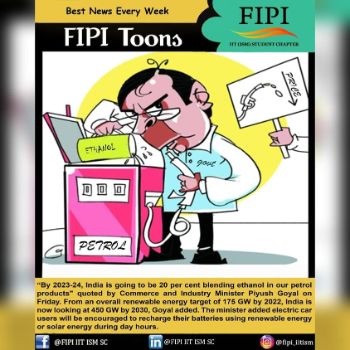 Best News Every Week
FIPI Toons
FIPI
IIT (ISM) STUDENT CHAPTER
PRICE
ETHANOL
GOVT
PETROL
"By 2023-24, India is going to be 20 per cent blending ethanol in our petrol
products" quoted by Commerce and Industry Minister Piyush Goyal on
Friday. From an overall renewable energy target of 175 GW by 2022, India is
now looking at 450 GW by 2030, Goyal added. The minister added electric car
users will be encouraged to recharge their batteries using renewable energy
or solar energy during day hours.
@FIPI IIT ISM SC
@FIPI IIT ISM SC
@fipi_iitism